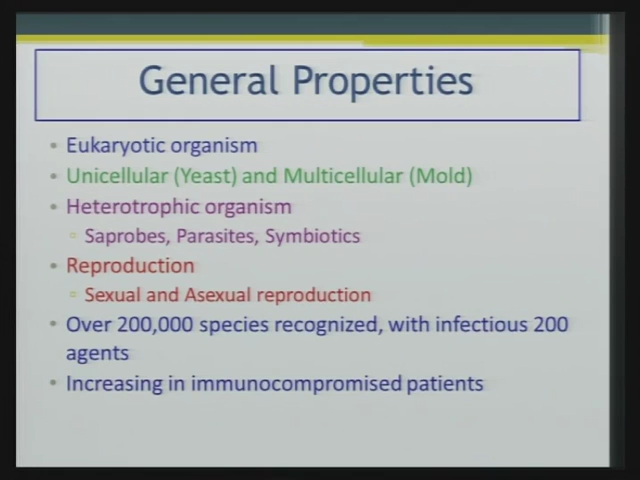 General Properties
• Eukaryotic organism
• Unicellular (Yeast) and Multicellular (Mold)
• Heterotrophic organism
▫ Saprobes, Parasites, Symbiotics
• Reproduction
▫ Sexual and Asexual reproduction
• Over 200,000 species recognized, with infectious 200
agents
• Increasing in immunocompromised patients